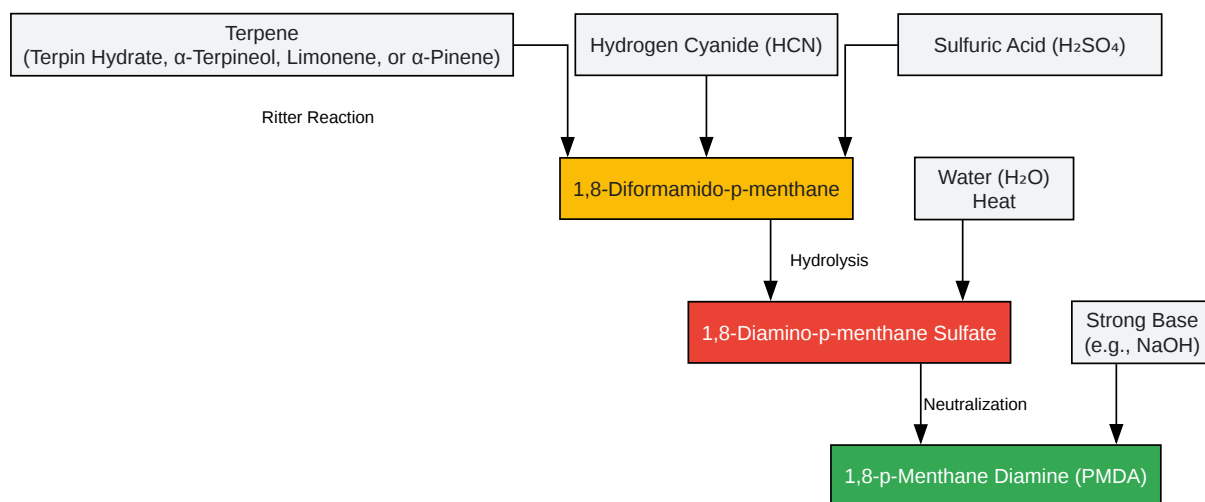 Terpene
(Terpin Hydrate, α-Terpineol, Limonene, or α-Pinene)
Hydrogen Cyanide (HCN)
Sulfuric Acid (H₂SO₄)
Ritter Reaction
1,8-Diformamido-p-menthane
Water (H₂O)
Heat
Hydrolysis
1,8-Diamino-p-menthane Sulfate
Strong Base
(e.g., NaOH)
Neutralization
1,8-p-Menthane Diamine (PMDA)